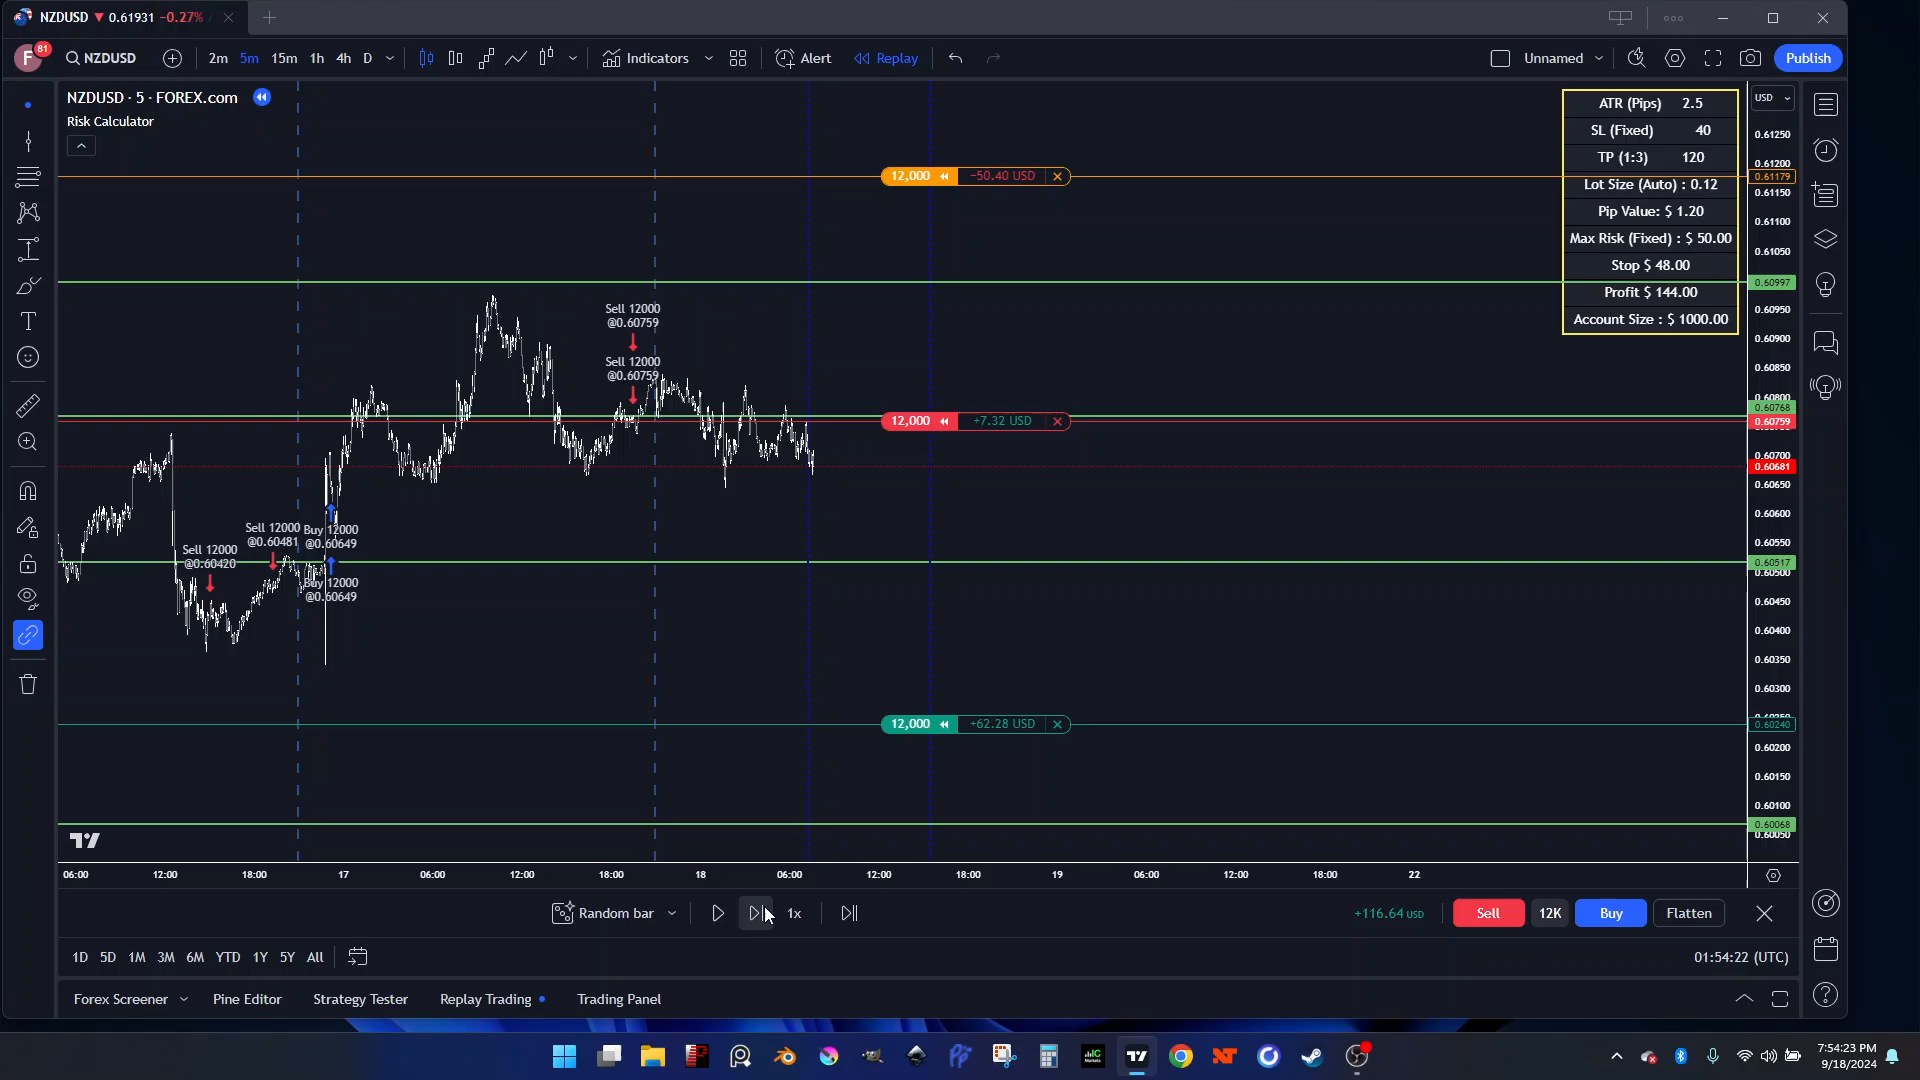 NZDUSD ▼ 0.61931 −0.27% /
F
81
NZDUSD
2m 5m 15m 1h 4h D
Indicators
Alert
Replay
Unnamed
Publish
NZDUSD · 5 · FOREX.com
Risk Calculator
ATR (Pips) 2.5
SL (Fixed) 40
TP (1:3) 120
Lot Size (Auto) : 0.12
Pip Value: $ 1.20
Max Risk (Fixed) : $ 50.00
Stop $ 48.00
Profit $ 144.00
Account Size : $ 1000.00
USD
0.61250
0.61200
0.61179
0.61150
0.61100
0.61050
0.60997
0.60950
0.60900
0.60850
0.60800
0.60768
0.60759
0.60700
0.60681
0.60650
0.60600
0.60550
0.60517
0.60500
0.60450
0.60400
0.60350
0.60300
0.60240
0.60200
0.60150
0.60100
0.60068
0.60050
12,000 −50.40 USD
12,000 +7.32 USD
12,000 +62.28 USD
Sell 12000
@0.60759
Sell 12000
@0.60759
Sell 12000
@0.60481
Buy 12000
@0.60649
Sell 12000
@0.60420
Buy 12000
@0.60649
06:00 12:00 18:00 17 06:00 12:00 18:00 18 06:00 12:00 18:00 19 06:00 12:00 18:00 22
Random bar
1x
+116.64 USD
Sell
12K
Buy
Flatten
1D 5D 1M 3M 6M YTD 1Y 5Y All
01:54:22 (UTC)
Forex Screener
Pine Editor
Strategy Tester
Replay Trading
Trading Panel
7:54:23 PM
9/18/2024